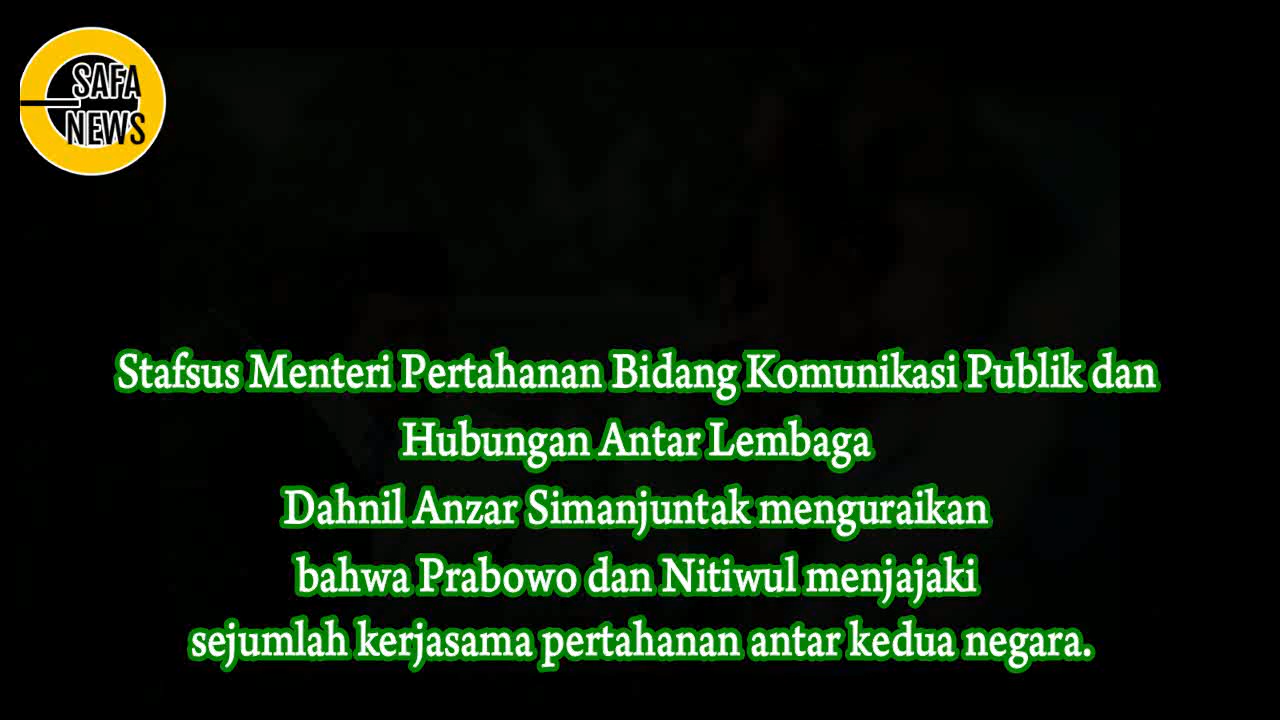 SAFA
NEWS
Stafsus Menteri Pertahanan Bidang Komunikasi Publik dan
Hubungan Antar Lembaga
Dahnil Anzar Simanjuntak menguraikan
bahwa Prabowo dan Nitiwul menjajaki
sejumlah kerjasama pertahanan antar kedua negara.